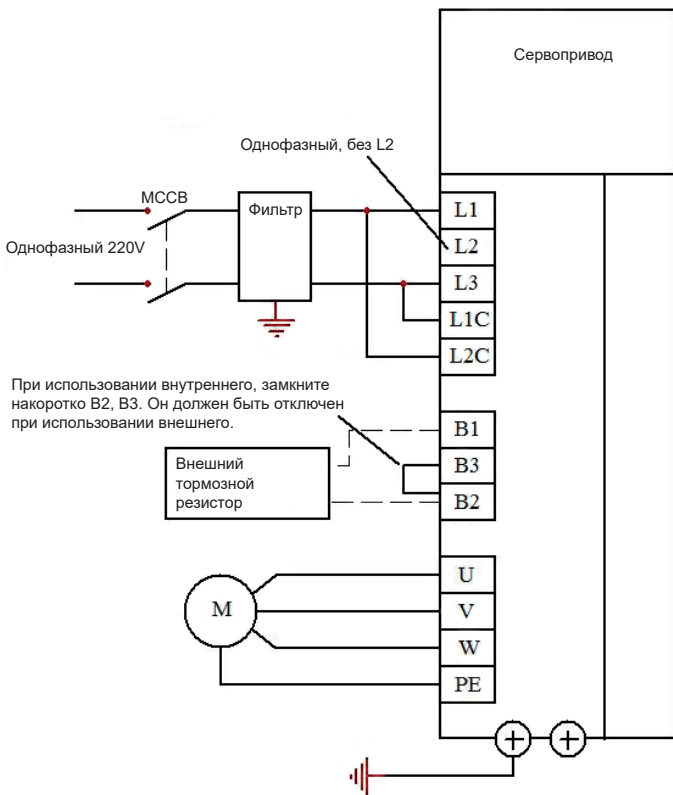 Сервопривод
Однофазный, без L2
MCCB
Фильтр
L1
Однофазный 220V
L2
L3
L1C
L2C
При использовании внутреннего, замкните
накоротко B2, B3. Он должен быть отключен
при использовании внешнего.
B1
Внешний
тормозной
резистор
B3
B2
U
M
V
W
PE